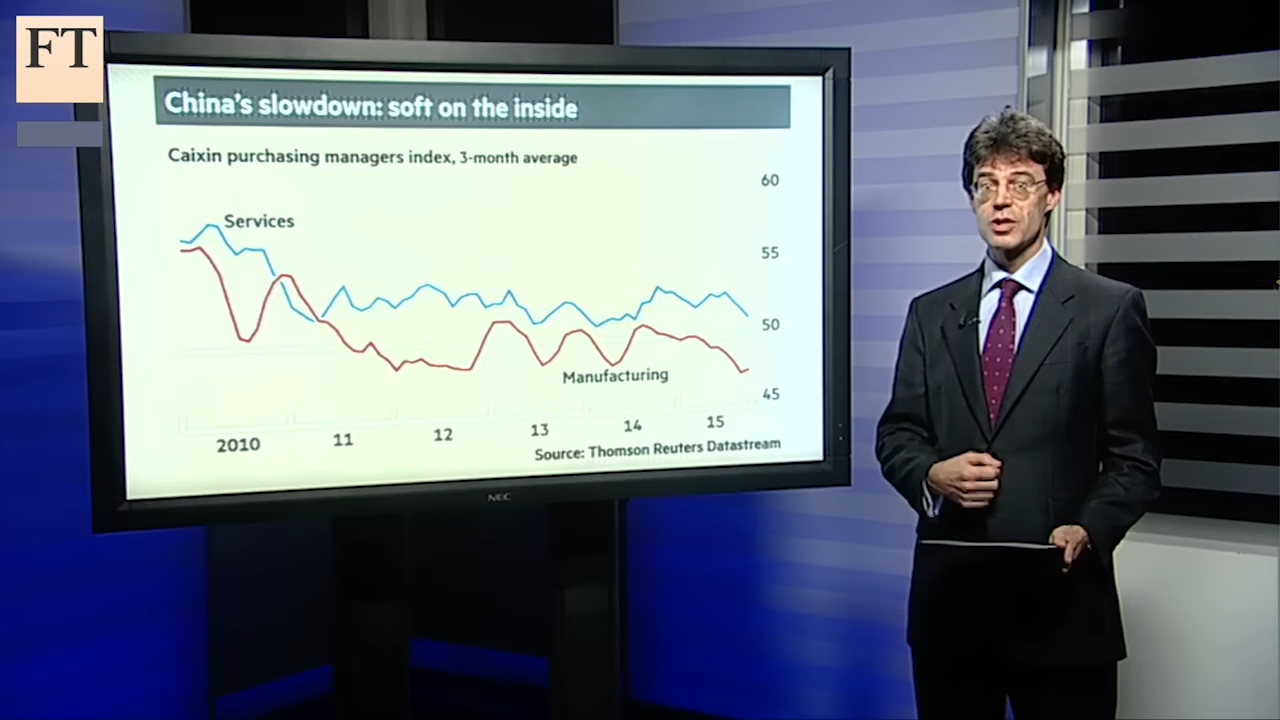 FT
China's slowdown: soft on the inside
Caixin purchasing managers index, 3-month average
60
Services
55
50
Manufacturing
45
2010 11 12 13 14 15
Source: Thomson Reuters Datastream
NEC